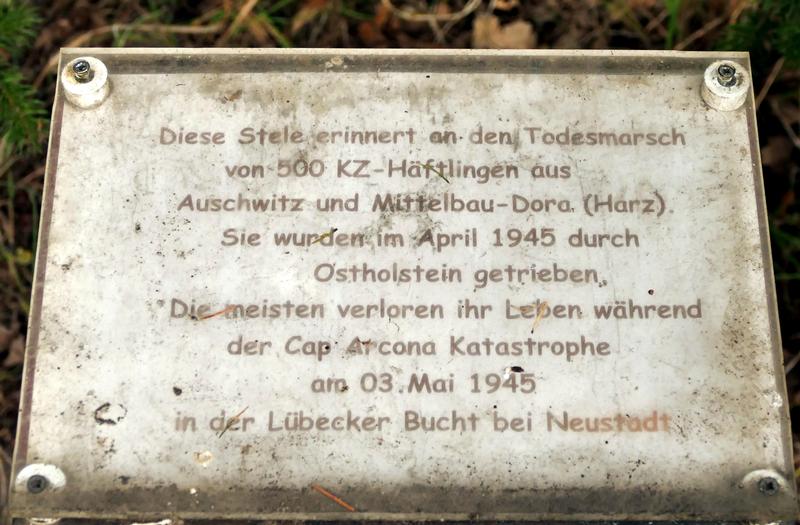 Diese Stele erinnert an den Todesmarsch
von 500 KZ-Häftlingen aus
Auschwitz und Mittelbau-Dora (Harz).
Sie wurden im April 1945 durch
Ostholstein getrieben.
Die meisten verloren ihr Leben während
der Cap Arcona Katastrophe
am 03.Mai 1945
in der Lübecker Bucht bei Neustadt